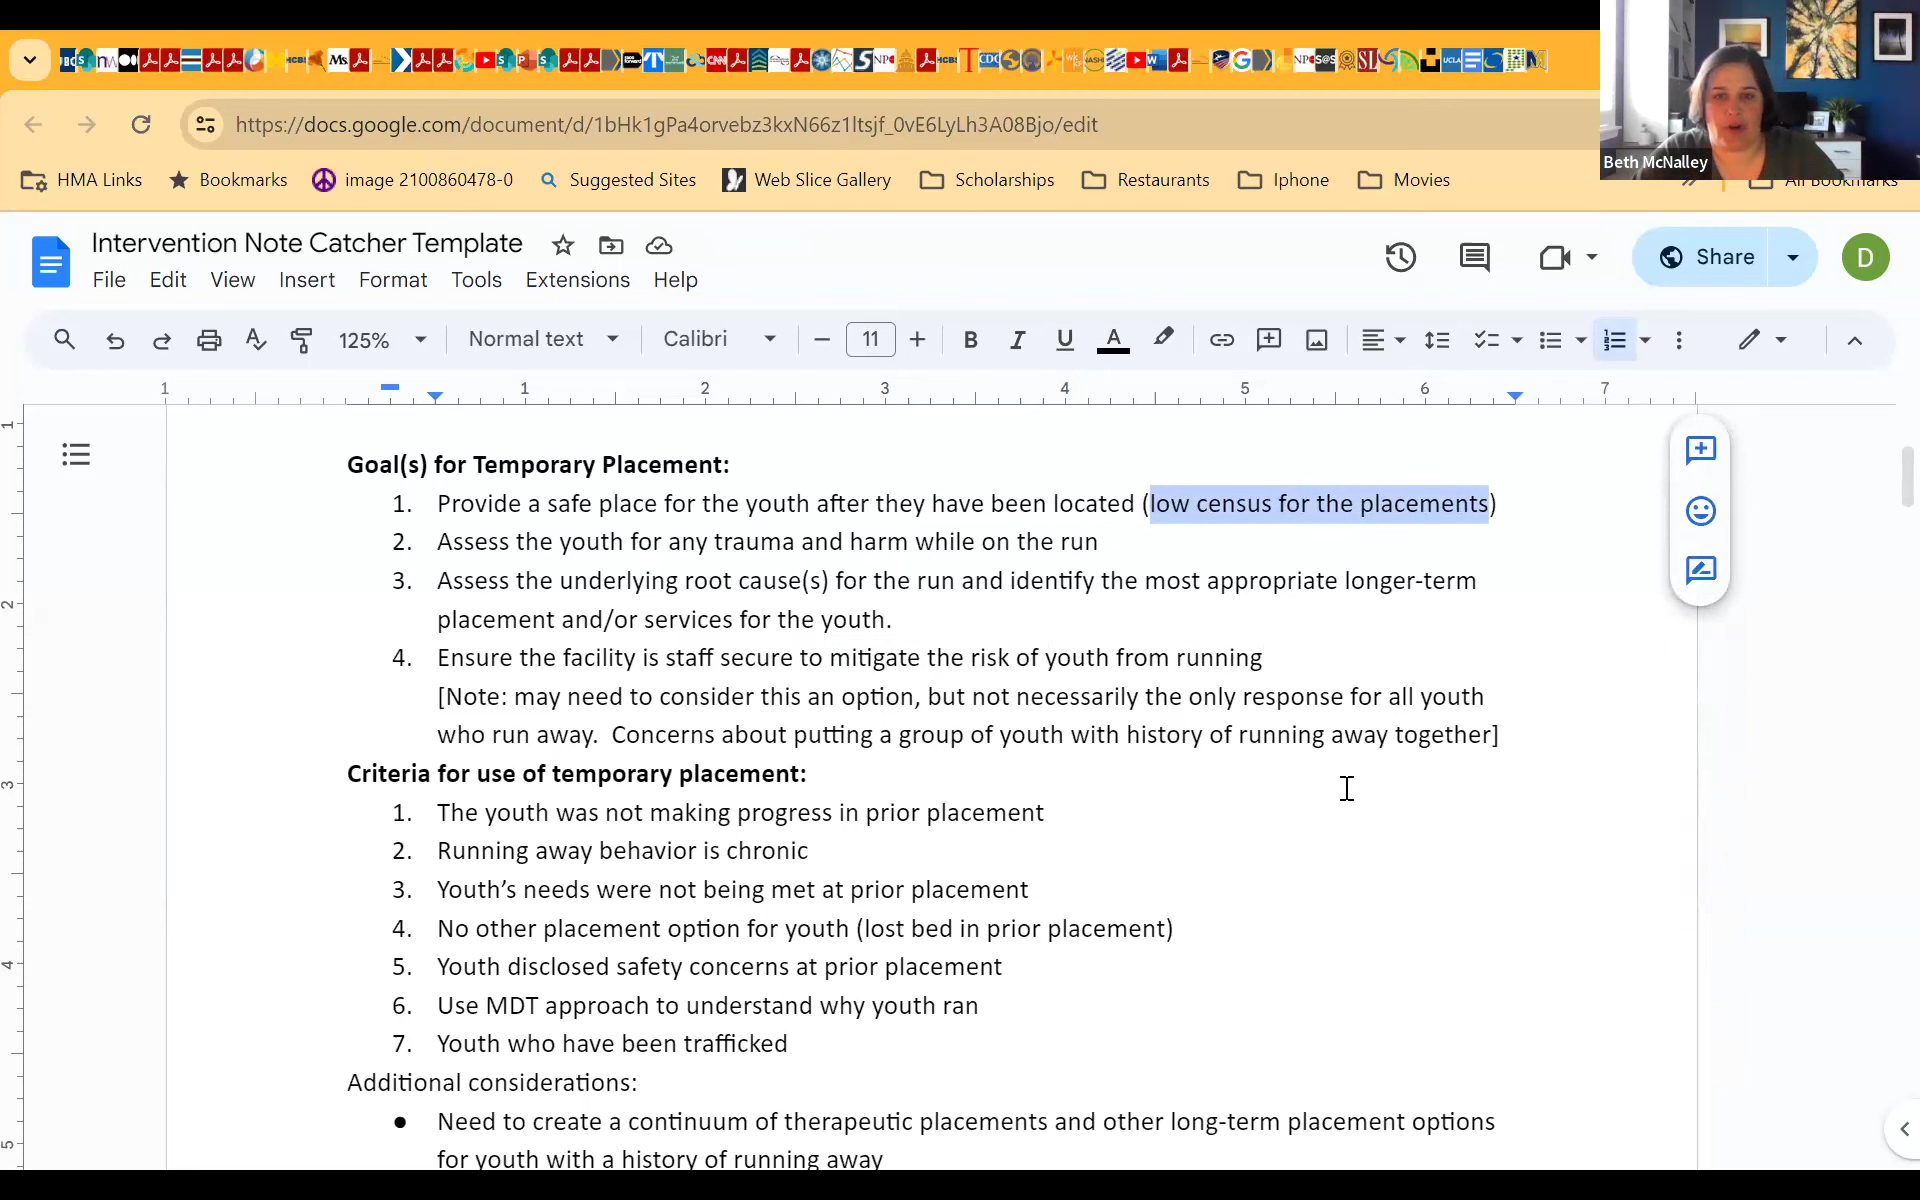 Beth McNalley
https://docs.google.com/document/d/1bHk1gPa4orvebz3kxN66z1ltsjf_0vE6LyLh3A08Bjo/edit
HMA Links Bookmarks image 2100860478-0 Suggested Sites Web Slice Gallery Scholarships Restaurants Iphone Movies All Bookmarks
Intervention Note Catcher Template
File Edit View Insert Format Tools Extensions Help
Share D
125% Normal text Calibri 11 B I U A
1 1 2 3 4 5 6 7
Goal(s) for Temporary Placement:
1. Provide a safe place for the youth after they have been located (low census for the placements)
2. Assess the youth for any trauma and harm while on the run
3. Assess the underlying root cause(s) for the run and identify the most appropriate longer-term
placement and/or services for the youth.
4. Ensure the facility is staff secure to mitigate the risk of youth from running
[Note: may need to consider this an option, but not necessarily the only response for all youth
who run away.  Concerns about putting a group of youth with history of running away together]
Criteria for use of temporary placement:
1. The youth was not making progress in prior placement
2. Running away behavior is chronic
3. Youth’s needs were not being met at prior placement
4. No other placement option for youth (lost bed in prior placement)
5. Youth disclosed safety concerns at prior placement
6. Use MDT approach to understand why youth ran
7. Youth who have been trafficked
Additional considerations:
● Need to create a continuum of therapeutic placements and other long-term placement options
for youth with a history of running away